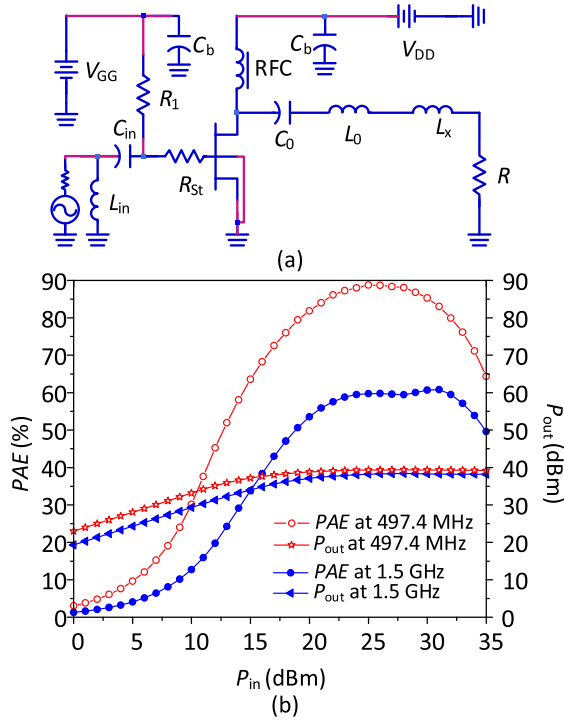 C_b
C_b
V_GG
RFC
V_DD
R_1
C_in
C_0
L_0
L_x
R_St
L_in
R
(a)
90
80
70
60
50
40
30
20
10
0
PAE (%)
90
80
70
60
50
40
30
20
10
0
P_out (dBm)
PAE at 497.4 MHz
P_out at 497.4 MHz
PAE at 1.5 GHz
P_out at 1.5 GHz
0 5 10 15 20 25 30 35
P_in (dBm)
(b)